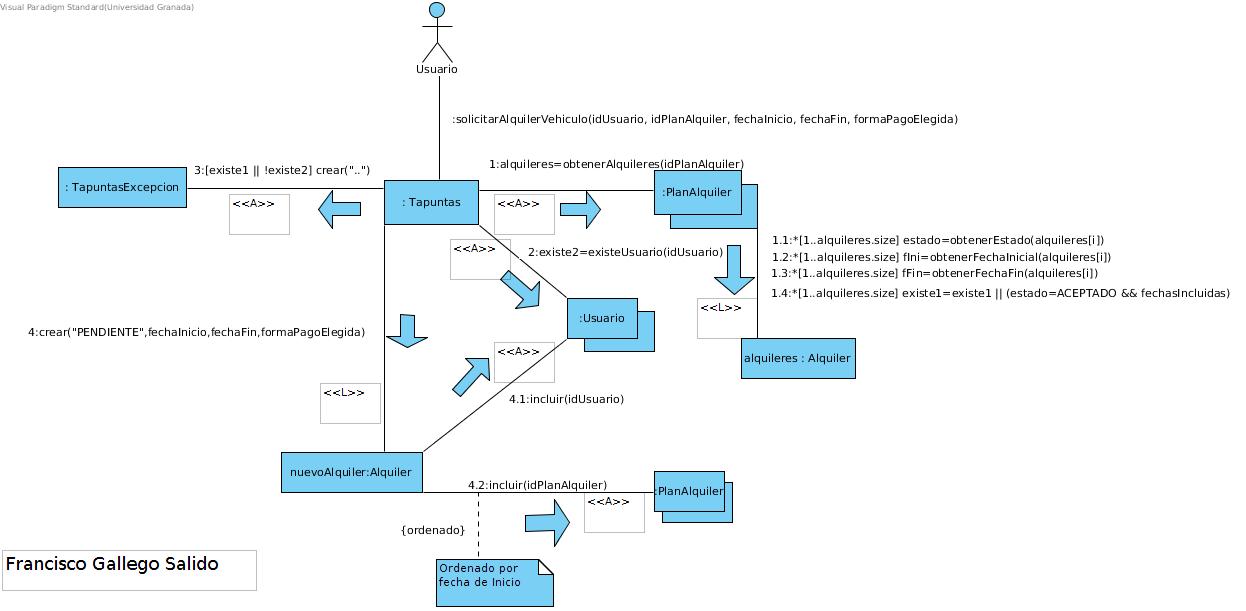 Visual Paradigm Standard(Universidad Granada)
Usuario
:solicitarAlquilerVehiculo(idUsuario, idPlanAlquiler, fechaInicio, fechaFin, formaPagoElegida)
3:[existe1 || !existe2] crear("..")
1:alquileres=obtenerAlquileres(idPlanAlquiler)
: TapuntasExcepcion
: Tapuntas
:PlanAlquiler
<<A>>
<<A>>
<<A>>
2:existe2=existeUsuario(idUsuario)
1.1:*[1..alquileres.size] estado=obtenerEstado(alquileres[i])
1.2:*[1..alquileres.size] fIni=obtenerFechaInicial(alquileres[i])
1.3:*[1..alquileres.size] fFin=obtenerFechaFin(alquileres[i])
1.4:*[1..alquileres.size] existe1=existe1 || (estado=ACEPTADO && fechasIncluidas)
<<L>>
:Usuario
4:crear("PENDIENTE",fechaInicio,fechaFin,formaPagoElegida)
<<A>>
alquileres : Alquiler
<<L>>
4.1:incluir(idUsuario)
nuevoAlquiler:Alquiler
4.2:incluir(idPlanAlquiler)
:PlanAlquiler
<<A>>
{ordenado}
Ordenado por
fecha de Inicio
Francisco Gallego Salido